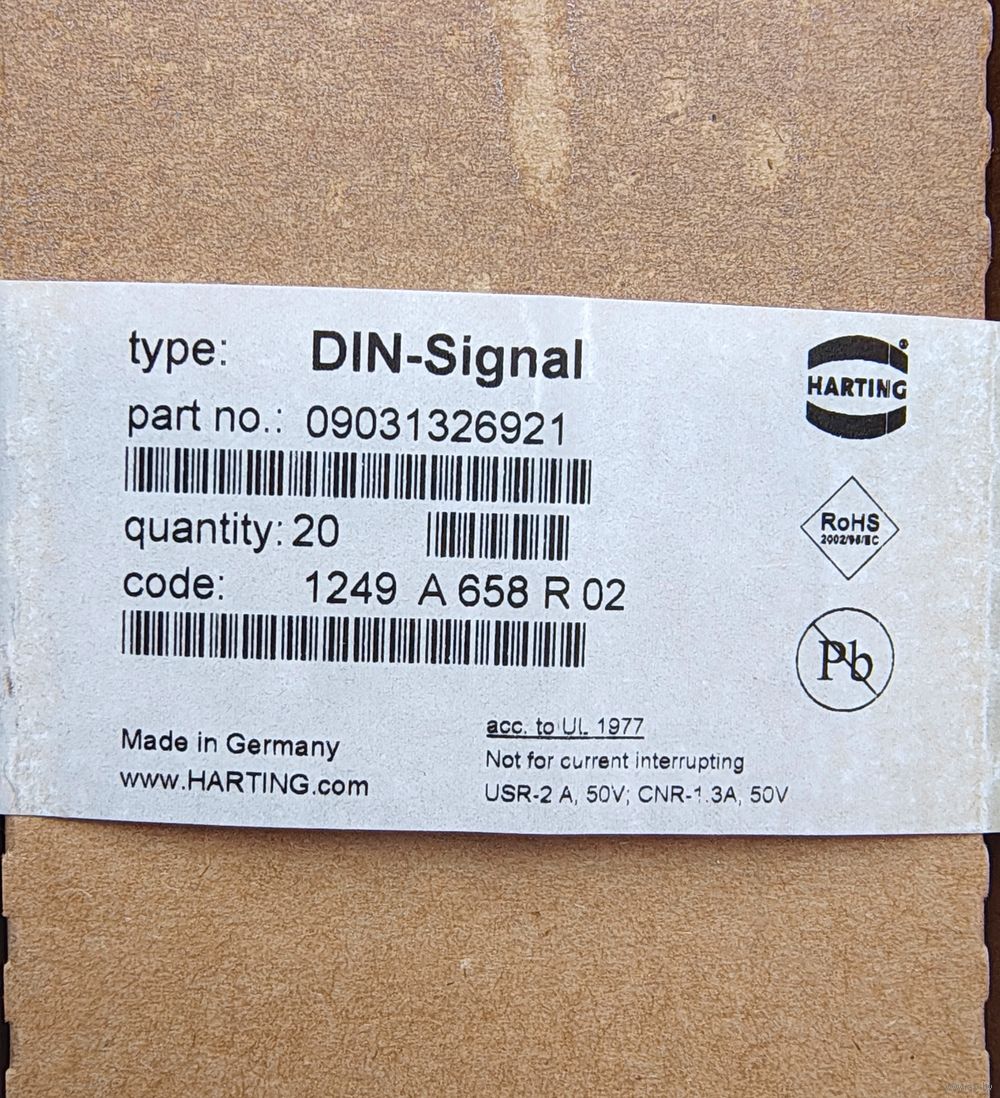 type: DIN-Signal
HARTING
part no.: 09031326921
quantity: 20
RoHS
2002/95/EC
code: 1249 A 658 R 02
Pb
Made in Germany
www.HARTING.com
acc. to UL 1977
Not for current interrupting
USR-2 A, 50V; CNR-1.3A, 50V